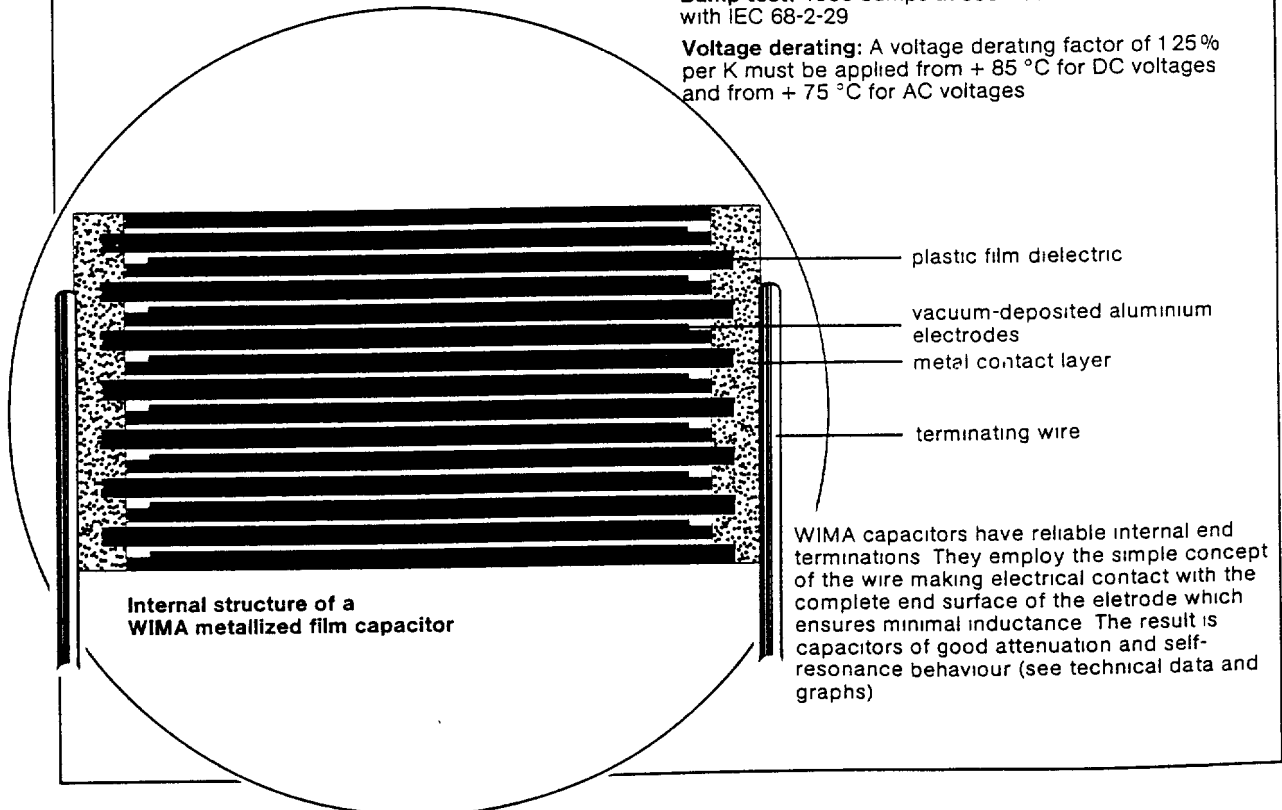 with IEC 68-2-29
Voltage derating: A voltage derating factor of 1 25%
per K must be applied from + 85 °C for DC voltages
and from + 75 °C for AC voltages
plastic film dielectric
vacuum-deposited aluminium
electrodes
metal contact layer
terminating wire
WIMA capacitors have reliable internal end
terminations They employ the simple concept
of the wire making electrical contact with the
complete end surface of the eletrode which
ensures minimal inductance The result is
capacitors of good attenuation and self-
resonance behaviour (see technical data and
graphs)
Internal structure of a
WIMA metallized film capacitor